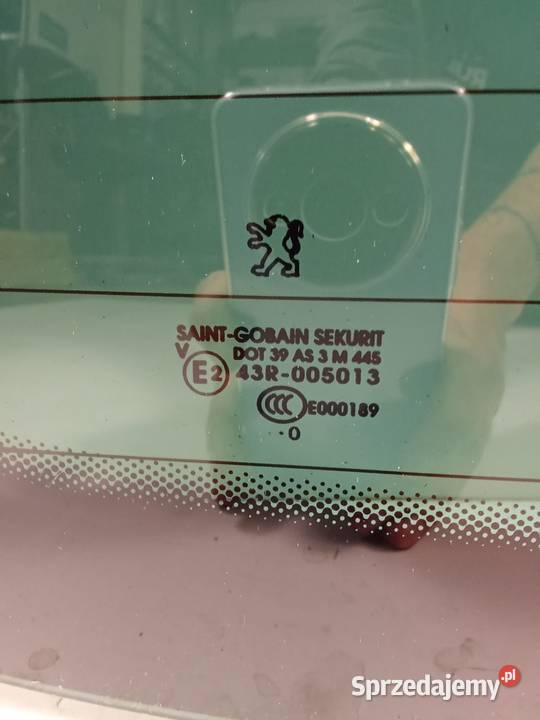 SAINT-GOBAIN SEKURIT
V DOT 39 AS 3 M 445
E2 43R-005013
CCC E000189
·0
Sprzedajemy.pl